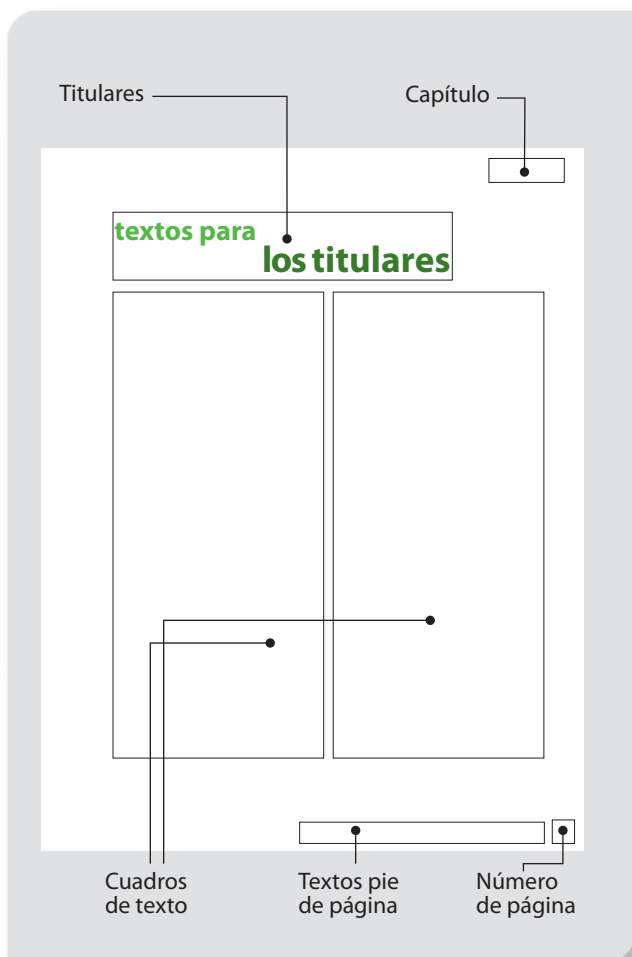 Titulares
Capítulo
textos para
los titulares
Cuadros
de texto
Textos pie
de página
Número
de página